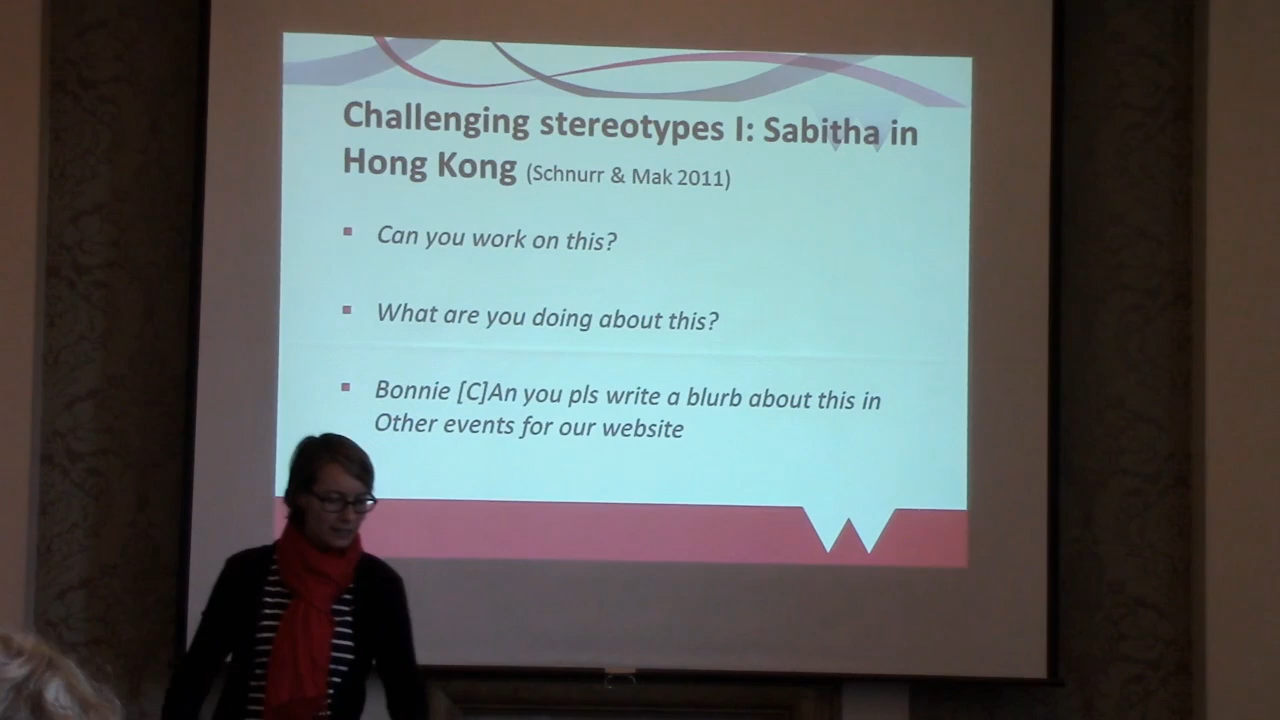 Challenging stereotypes I: Sabitha in
Hong Kong (Schnurr & Mak 2011)
Can you work on this?
What are you doing about this?
Bonnie [C]An you pls write a blurb about this in
Other events for our website